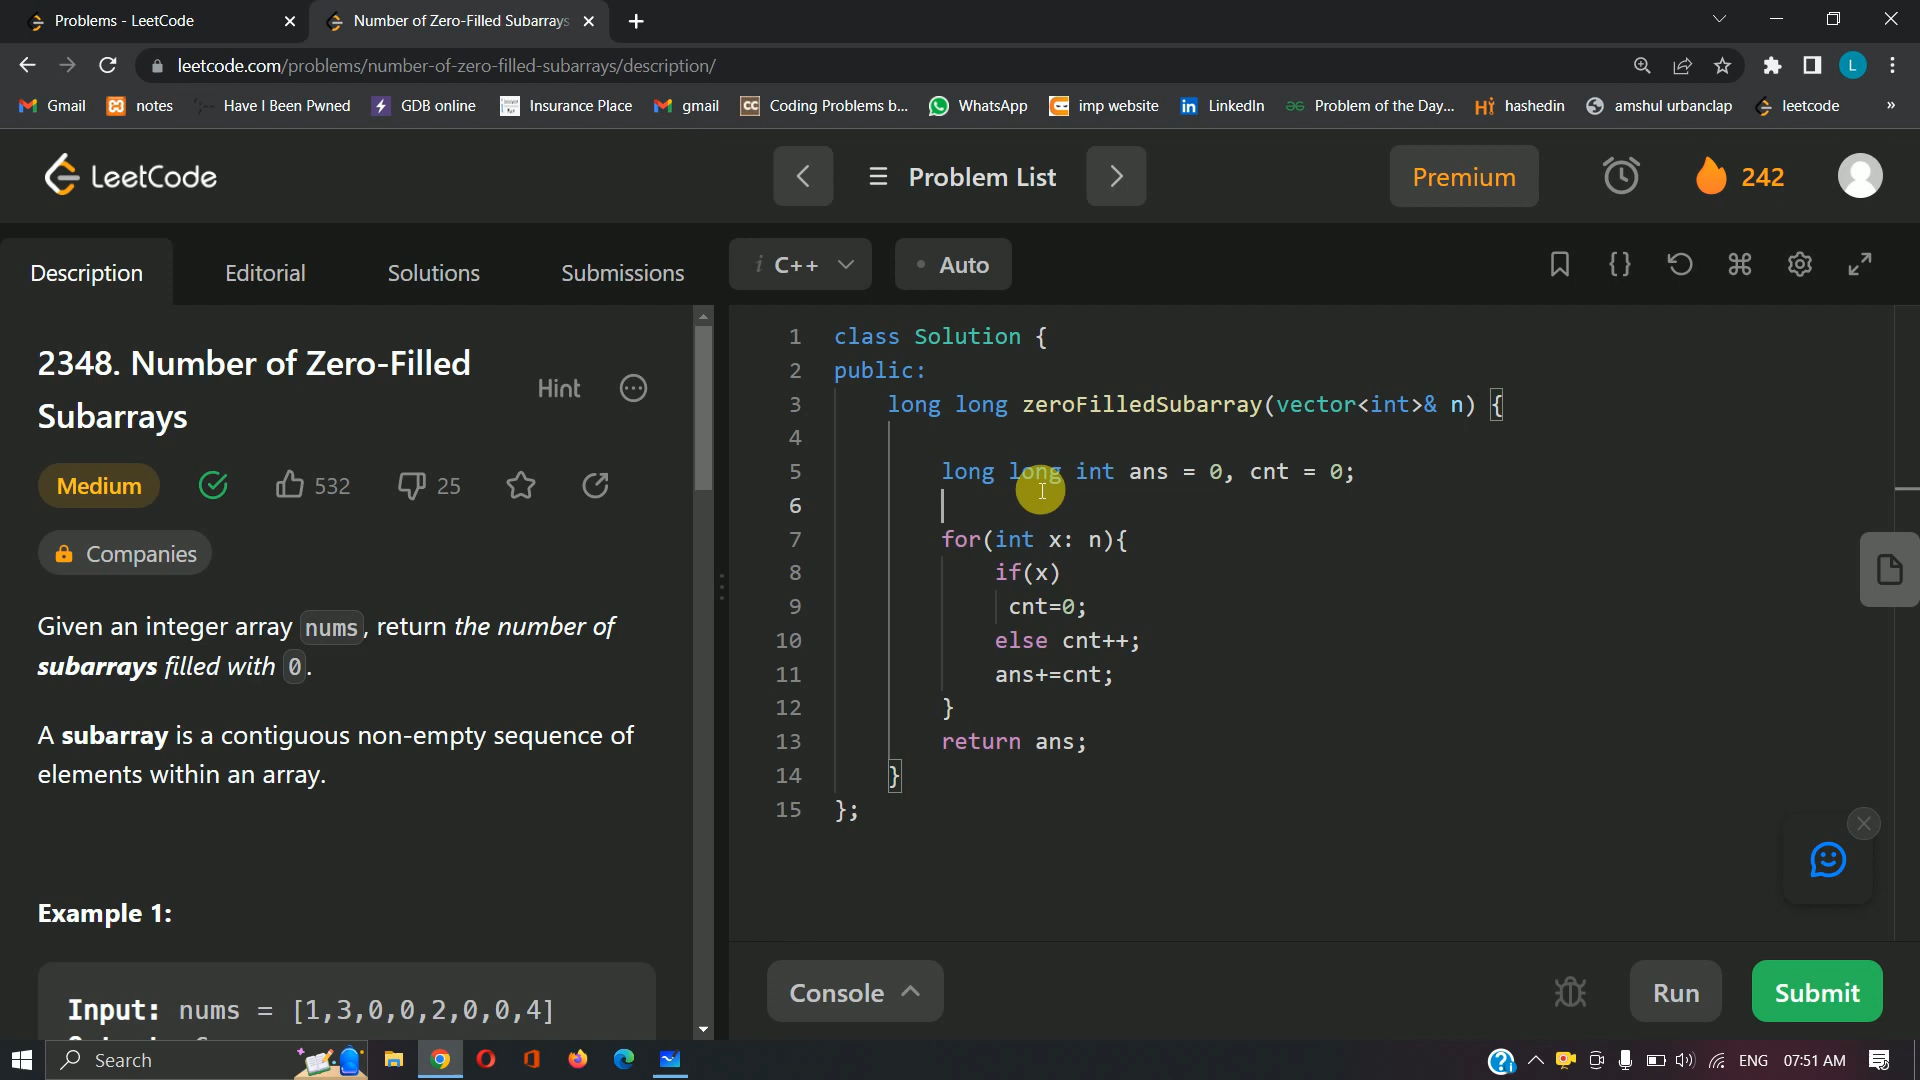 Problems - LeetCode
Number of Zero-Filled Subarrays
leetcode.com/problems/number-of-zero-filled-subarrays/description/
L
Gmail
notes
Have I Been Pwned
GDB online
Insurance Place
gmail
CC Coding Problems b...
WhatsApp
imp website
LinkedIn
Problem of the Day...
hashedin
amshul urbanclap
leetcode
»
LeetCode
Problem List
Premium
242
Description
Editorial
Solutions
Submissions
i C++
Auto
2348. Number of Zero-Filled
Subarrays
Hint
Medium
532
25
Companies
Given an integer array nums, return the number of
subarrays filled with 0.
A subarray is a contiguous non-empty sequence of
elements within an array.
Example 1:
Input: nums = [1,3,0,0,2,0,0,4]
1 class Solution {
2 public:
3 long long zeroFilledSubarray(vector<int>& n) {
4
5 long long int ans = 0, cnt = 0;
6
7 for(int x: n){
8 if(x)
9 cnt=0;
10 else cnt++;
11 ans+=cnt;
12 }
13 return ans;
14 }
15 };
Console
Run
Submit
Search
ENG
07:51 AM